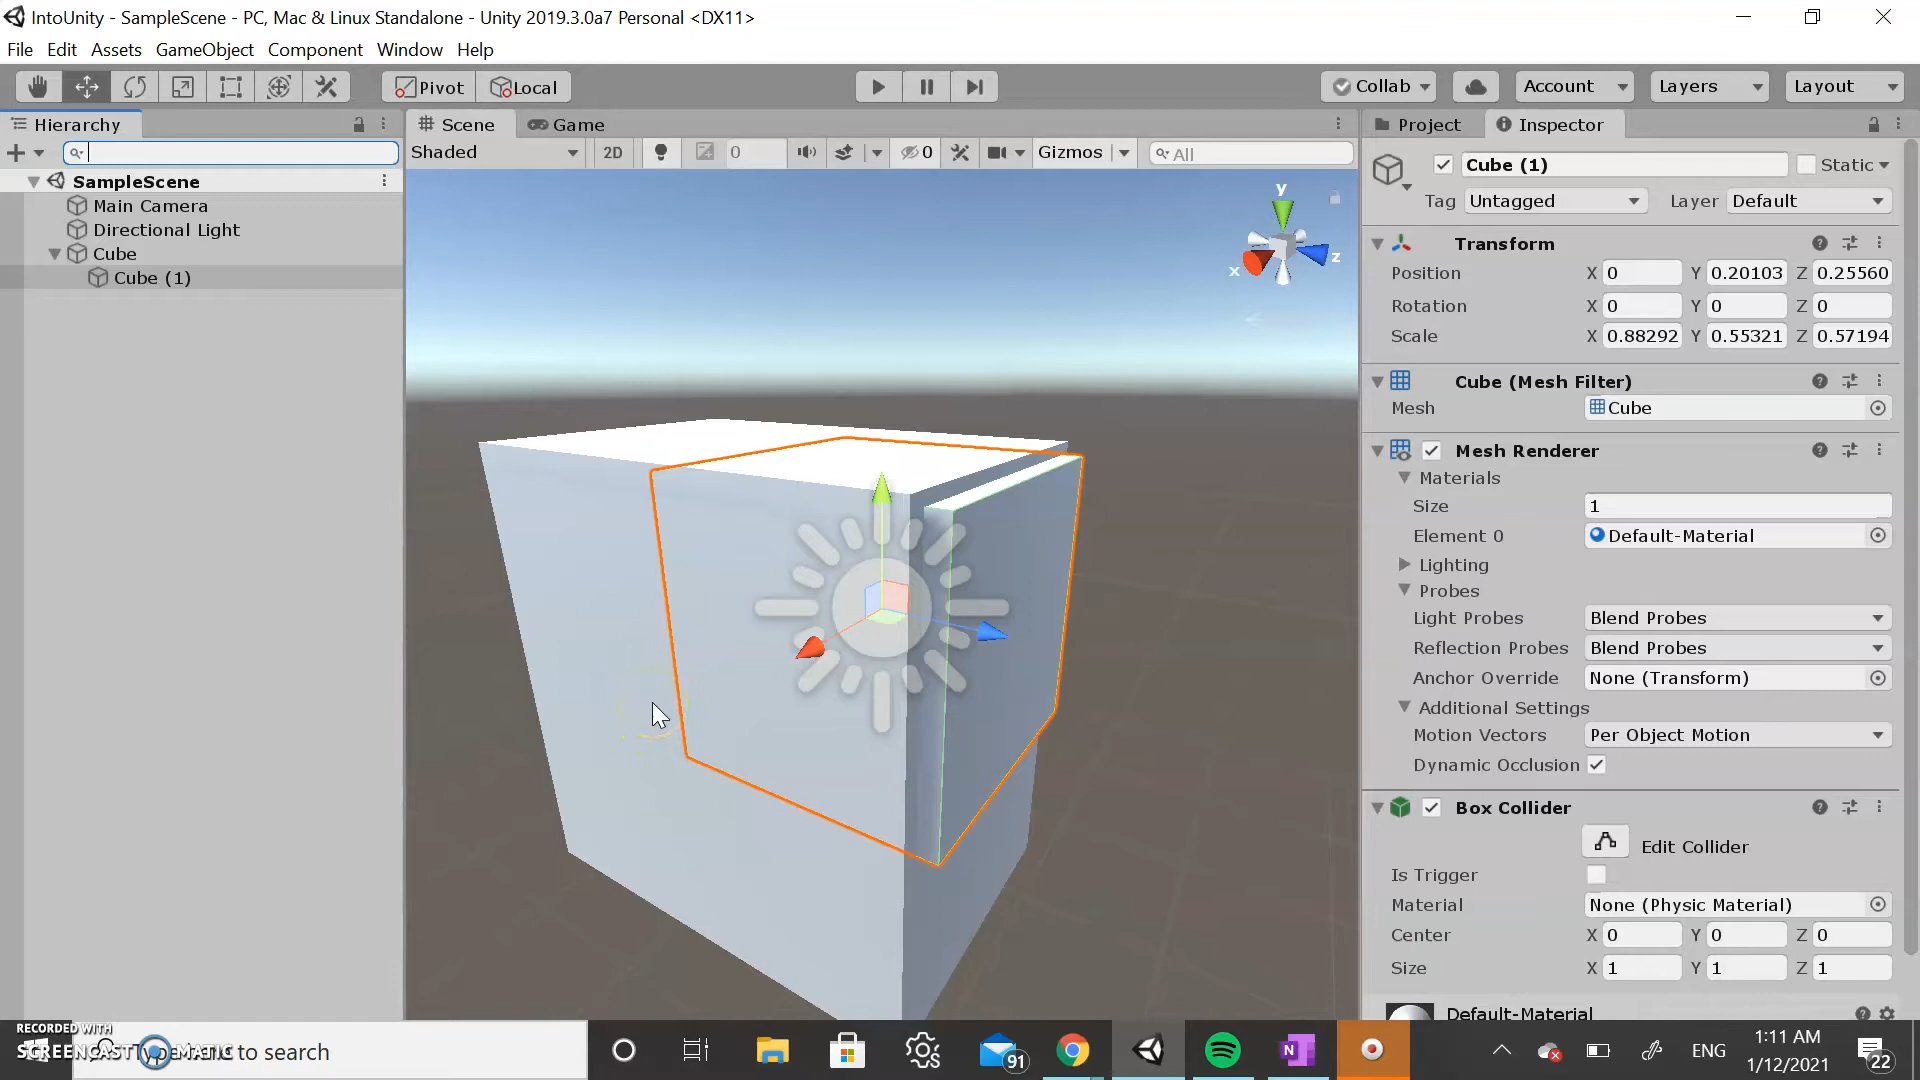 IntoUnity - SampleScene - PC, Mac & Linux Standalone - Unity 2019.3.0a7 Personal <DX11>
File Edit Assets GameObject Component Window Help
Pivot Local Collab Account Layers Layout
Hierarchy
Scene Game
Project Inspector
Shaded 2D 0 0 Gizmos All
SampleScene
Main Camera
Directional Light
Cube
Cube (1)
y
x
z
Cube (1) Static
Tag Untagged Layer Default
Transform
Position X 0 Y 0.20103 Z 0.25560
Rotation X 0 Y 0 Z 0
Scale X 0.88292 Y 0.55321 Z 0.57194
Cube (Mesh Filter)
Mesh Cube
Mesh Renderer
Materials
Size 1
Element 0 Default-Material
Lighting
Probes
Light Probes Blend Probes
Reflection Probes Blend Probes
Anchor Override None (Transform)
Additional Settings
Motion Vectors Per Object Motion
Dynamic Occlusion
Box Collider
Edit Collider
Is Trigger
Material None (Physic Material)
Center X 0 Y 0 Z 0
Size X 1 Y 1 Z 1
Default-Material
RECORDED WITH
SCREENCAST MATIC
to search
91
N
ENG
1:11 AM
1/12/2021
22